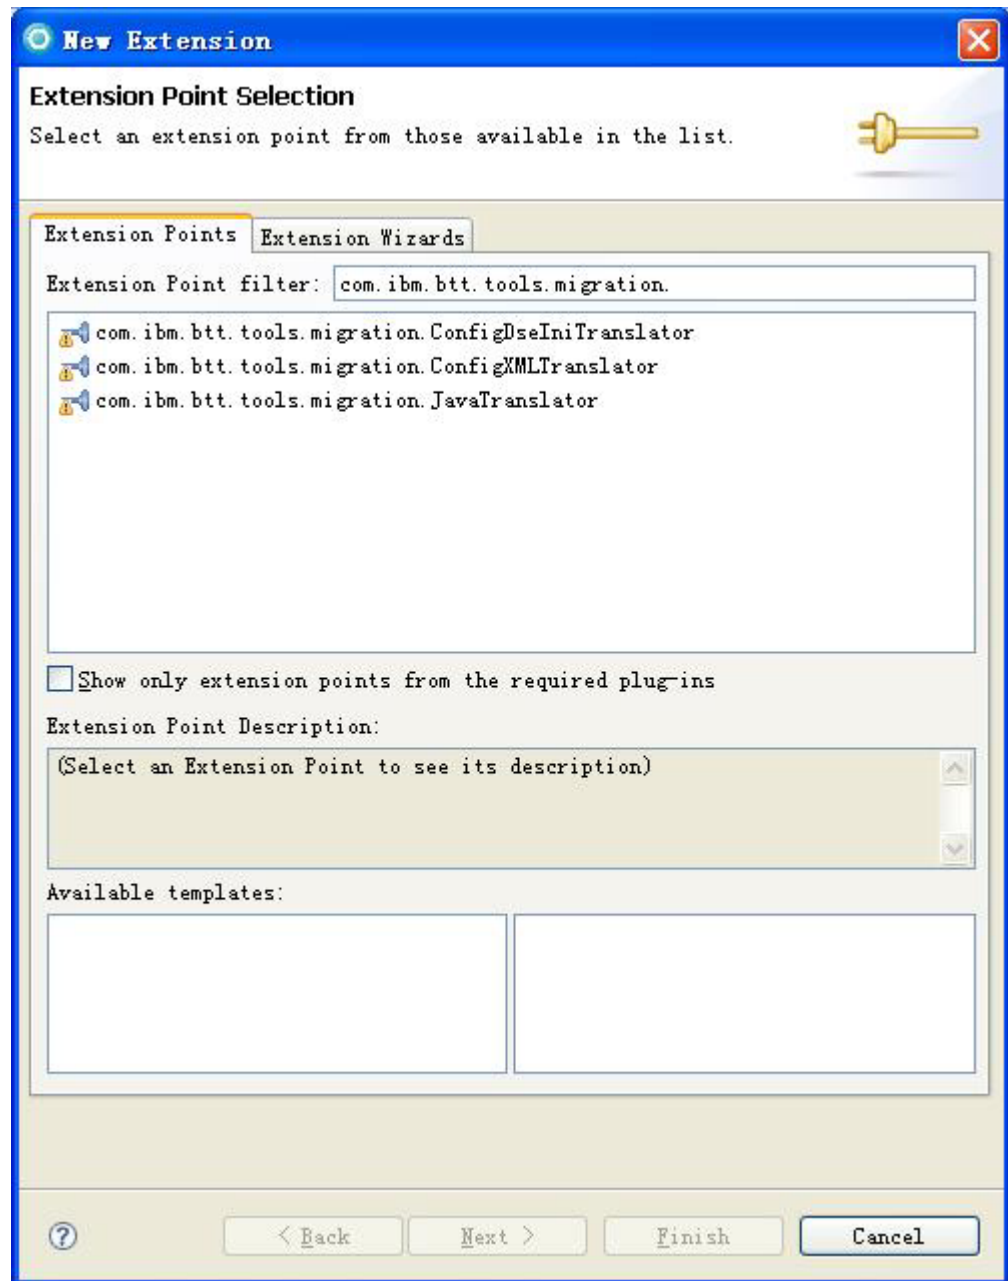 New Extension
Extension Point Selection
Select an extension point from those available in the list.
Extension Points
Extension Wizards
Extension Point filter: com.ibm.btt.tools.migration.
com.ibm.btt.tools.migration.ConfigDseIniTranslator
com.ibm.btt.tools.migration.ConfigXMLTranslator
com.ibm.btt.tools.migration.JavaTranslator
Show only extension points from the required plug-ins
Extension Point Description:
(Select an Extension Point to see its description)
Available templates:
? < Back Next > Finish Cancel